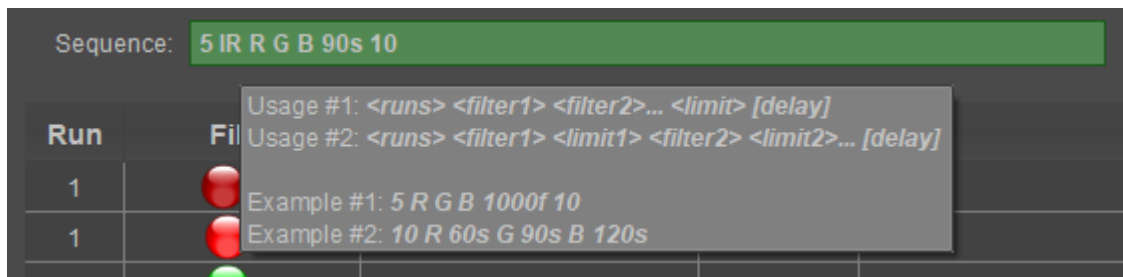 Sequence: 5 IR R G B 90s 10
Usage #1: <runs> <filter1> <filter2>... <limit> [delay]
Usage #2: <runs> <filter1> <limit1> <filter2> <limit2>... [delay]
Run Fil
1
Example #1: 5 R G B 1000f 10
1
Example #2: 10 R 60s G 90s B 120s